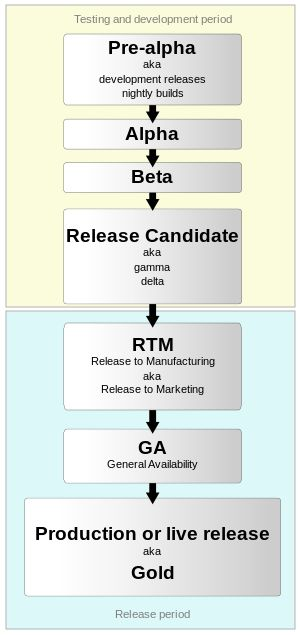 Testing and development period
Pre-alpha
aka
development releases
nightly builds
Alpha
Beta
Release Candidate
aka
gamma
delta
RTM
Release to Manufacturing
aka
Release to Marketing
GA
General Availability
Production or live release
aka
Gold
Release period